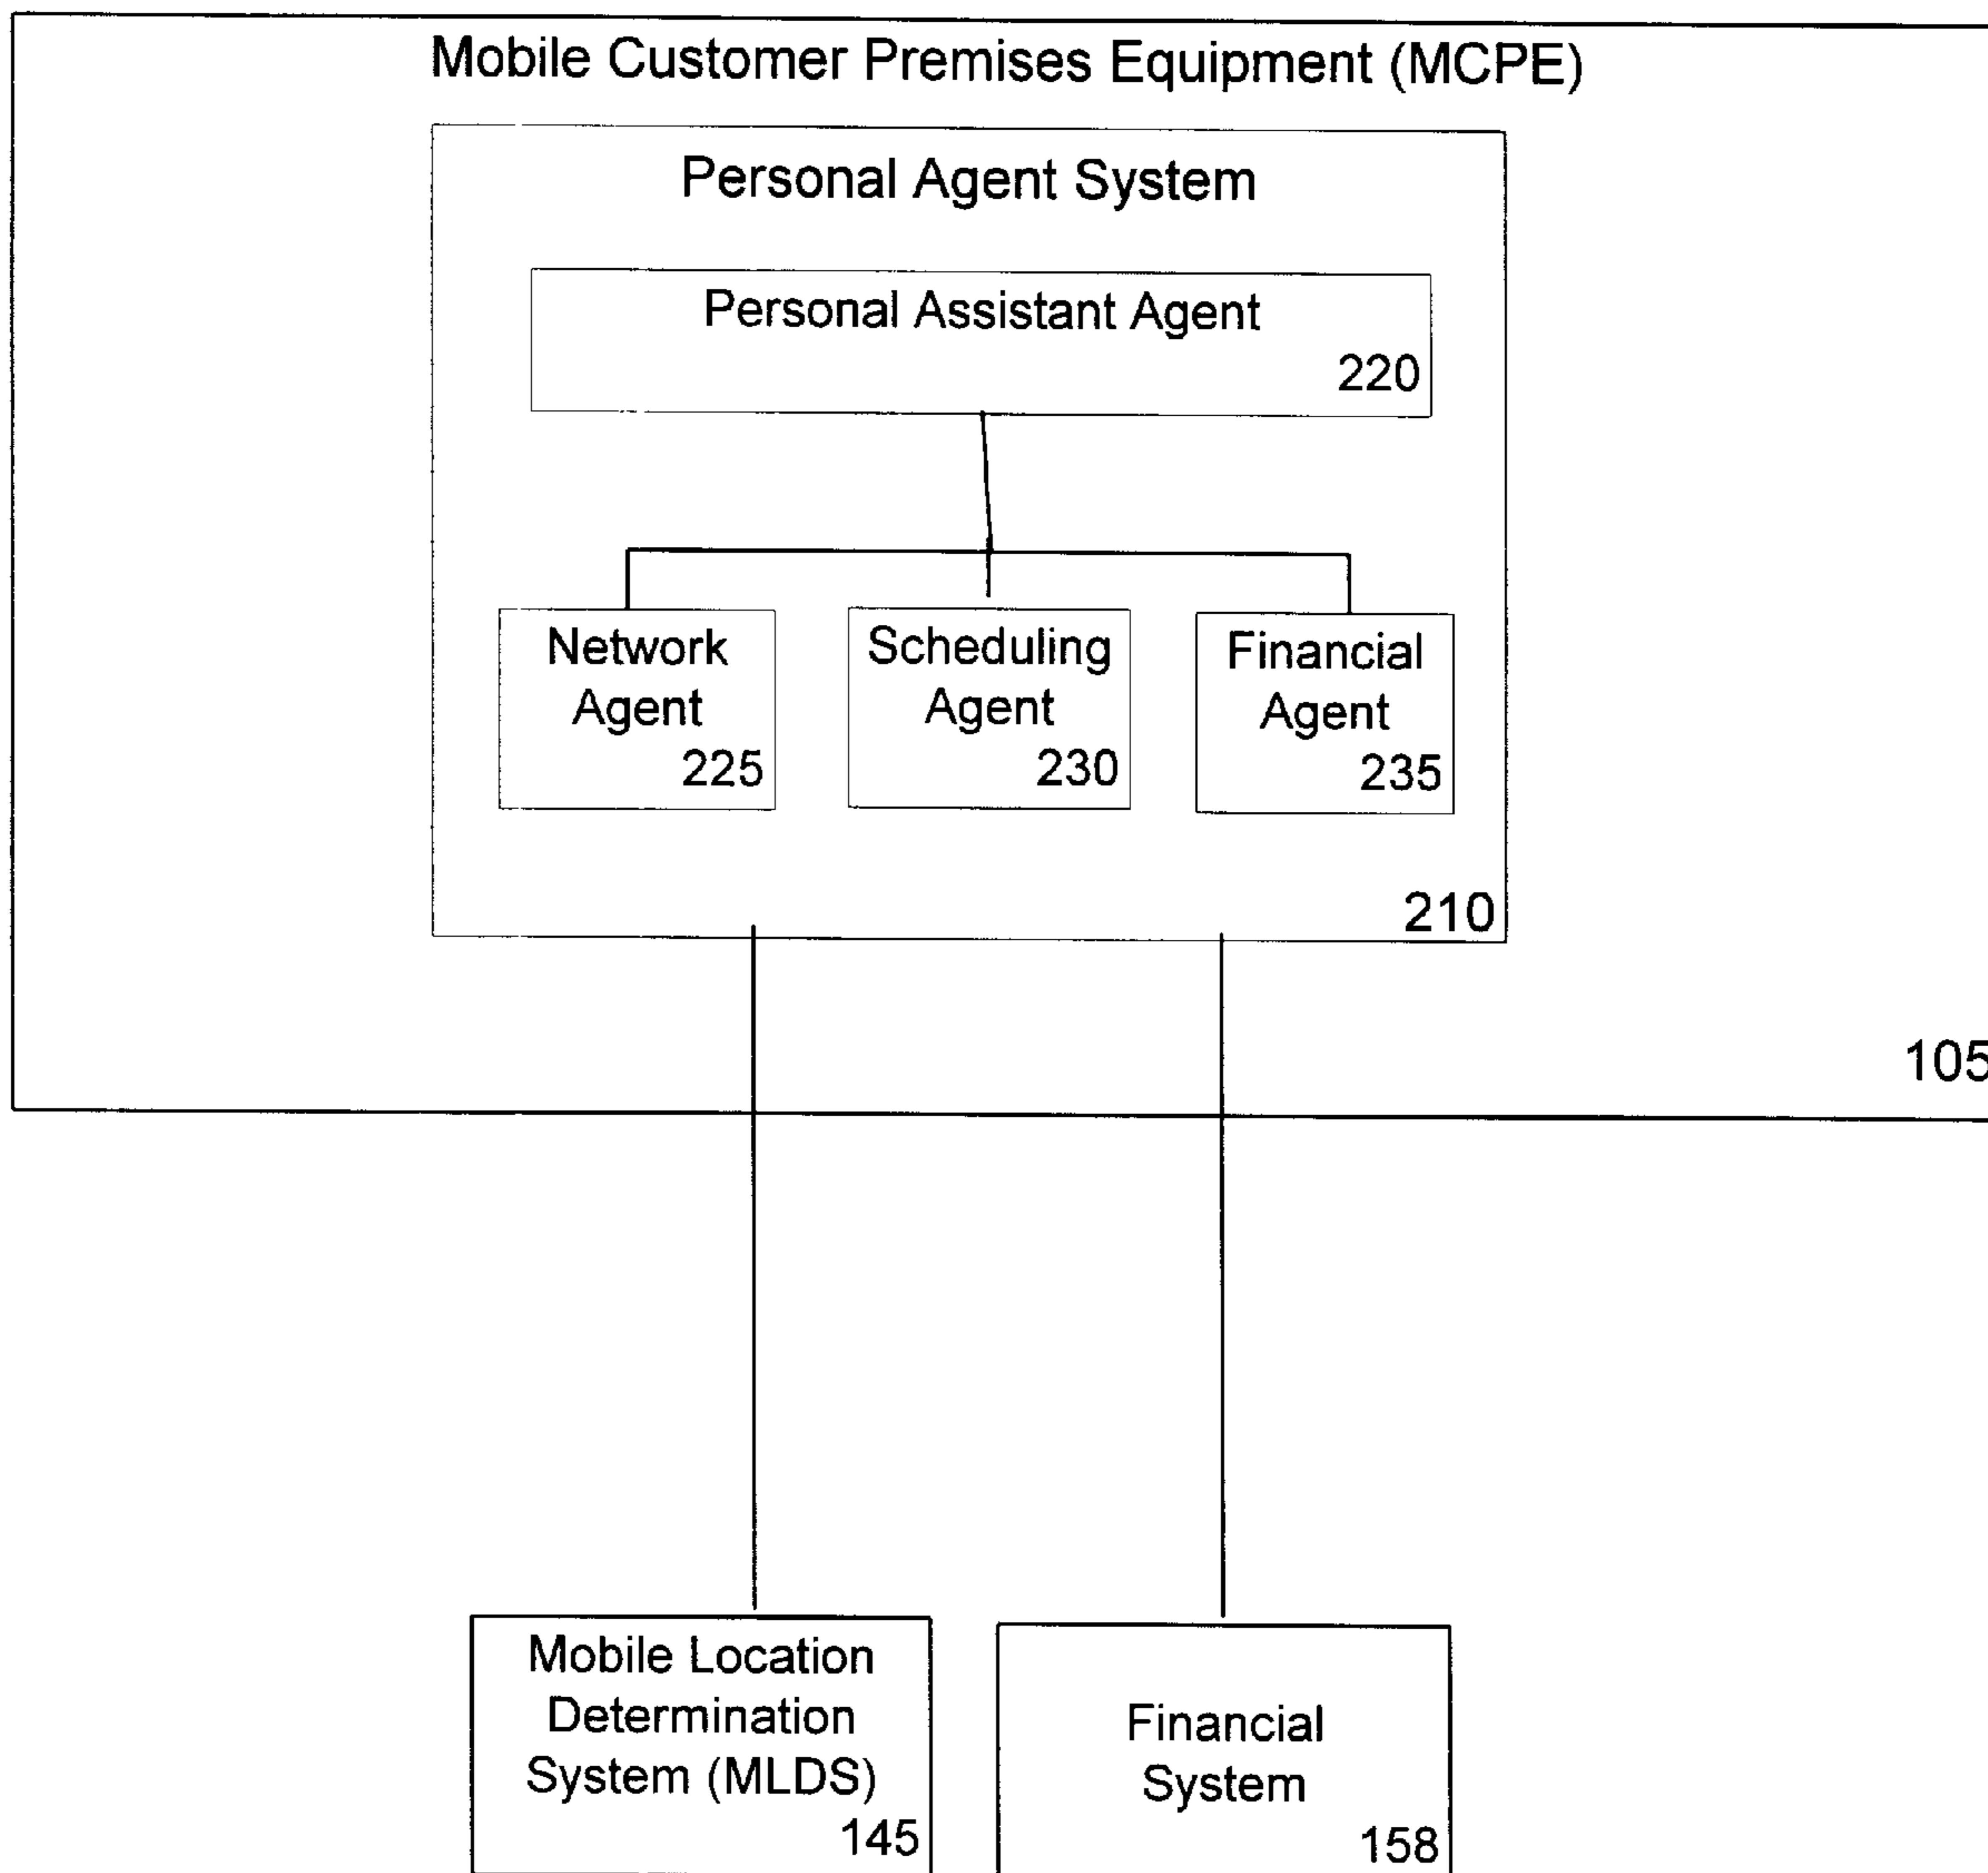 Mobile Customer Premises Equipment (MCPE)
Personal Agent System
Personal Assistant Agent
220
Network
Agent
225
Scheduling
Agent
230
Financial
Agent
235
210
105
Mobile Location
Determination
System (MLDS)
145
Financial
System
158